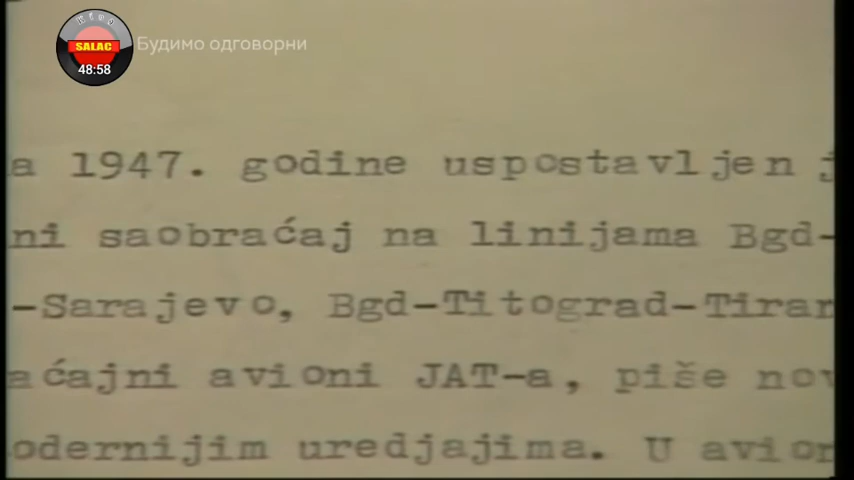 Klen
SALAC
48:58
Будимо одговорни
a 1947. godine uspostavljen j
ni saobraćaj na linijama Bgd-
-Sarajevo, Bgd-Titograd-Tiran
aćajni avioni JAT-a, piše nov
odernijim uredjajima. U avion